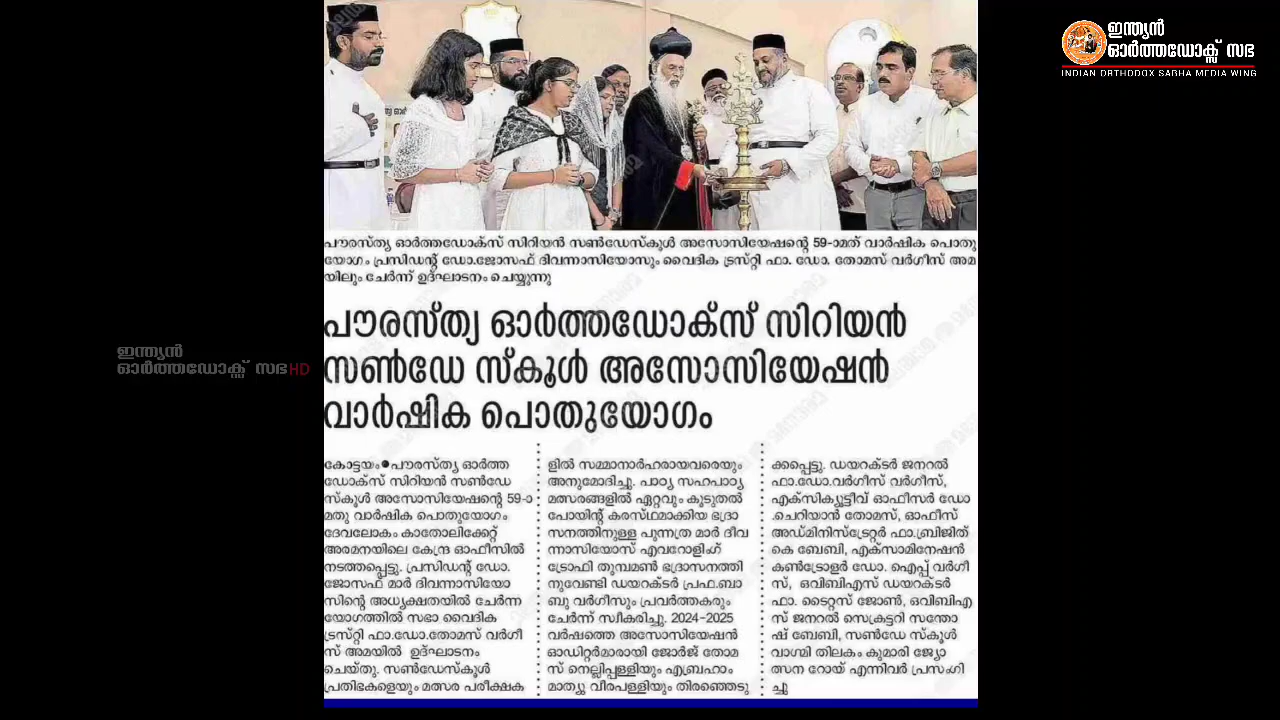 ഇന്ത്യൻ
ഓർത്തഡോക്സ് സഭ
INDIAN ORTHDOX SABHA MEDIA WING
പൗരസ്ത്യ ഓർത്തഡോക്സ് സിറിയൻ സൺഡേസ്കൂൾ അസോസിയേഷന്റെ 59-ാമത് വാർഷിക പൊതു
യോഗം പ്രസിഡന്റ് ഡോ.ജോസഫ് ദിവന്നാസിയോസും വൈദിക ട്രസ്റ്റി ഫാ. ഡോ. തോമസ് വർഗീസ് അമ
യിലും ചേർന്ന് ഉദ്ഘാടനം ചെയ്യുന്നു
പൗരസ്ത്യ ഓർത്തഡോക്സ് സിറിയൻ
സൺഡേ സ്കൂൾ അസോസിയേഷൻ
വാർഷിക പൊതുയോഗം
ഇന്ത്യൻ
ഓർത്തഡോക്സ് സഭ HD
കോട്ടയം●പൗരസ്ത്യ ഓർത്ത
ഡോക്സ് സിറിയൻ സൺഡേ
സ്കൂൾ അസോസിയേഷന്റെ 59-ാ
മതു വാർഷിക പൊതുയോഗം
ദേവലോകം കാതോലിക്കേറ്റ്
അരമനയിലെ കേന്ദ്ര ഓഫീസിൽ
നടത്തപ്പെട്ടു. പ്രസിഡന്റ് ഡോ.
ജോസഫ് മാർ ദിവന്നാസിയോ
സിന്റെ അധ്യക്ഷതയിൽ ചേർന്ന
യോഗത്തിൽ സഭാ വൈദിക
ട്രസ്റ്റി ഫാ.ഡോ.തോമസ് വർഗീ
സ് അമയിൽ ഉദ്ഘാടനം
ചെയ്തു. സൺഡേസ്കൂൾ
പ്രതിഭകളെയും മത്സര പരീക്ഷക
ളിൽ സമ്മാനാർഹരായവരെയും
അനുമോദിച്ചു. പാഠ്യ സഹപാഠ്യ
മത്സരങ്ങളിൽ ഏറ്റവും കൂടുതൽ
പോയിന്റ് കരസ്ഥമാക്കിയ ഭദ്രാ
സനത്തിനുള്ള പുന്നത്ര മാർ ദിവ
ന്നാസിയോസ് എവറോളിംഗ്
ട്രോഫി തുമ്പമൺ ഭദ്രാസനത്തി
നുവേണ്ടി ഡയറക്ടർ പ്രഫ.ബാ
ബു വർഗീസും പ്രവർത്തകരും
ചേർന്ന് സ്വീകരിച്ചു. 2024-2025
വർഷത്തെ അസോസിയേഷൻ
ഓഡിറ്റർമാരായി ജോർജ് തോമ
സ് നെല്ലിപ്പള്ളിയും എബ്രഹാം
മാത്യു വീരപള്ളിയും തിരഞ്ഞെടു
ക്കപ്പെട്ടു. ഡയറക്ടർ ജനറൽ
ഫാ.ഡോ.വർഗീസ് വർഗീസ്,
എക്സിക്യൂട്ടീവ് ഓഫീസർ ഡോ
.ചെറിയാൻ തോമസ്, ഓഫീസ്
അഡ്മിനിസ്ട്രേറ്റർ ഫാ.ബ്രിജിത്
കെ ബേബി, എക്സാമിനേഷൻ
കൺട്രോളർ ഡോ. ഐപ്പ് വർഗീ
സ്, ഒവിബിഎസ് ഡയറക്ടർ
ഫാ. ടൈറ്റസ് ജോൺ, ഒവിബിഎ
സ് ജനറൽ സെക്രട്ടറി സന്തോ
ഷ് ബേബി, സൺഡേ സ്കൂൾ
വാഗ്മി തിലകം കുമാരി ജ്യോ
ത്സന റോയ് എന്നിവർ പ്രസംഗി
ച്ചു